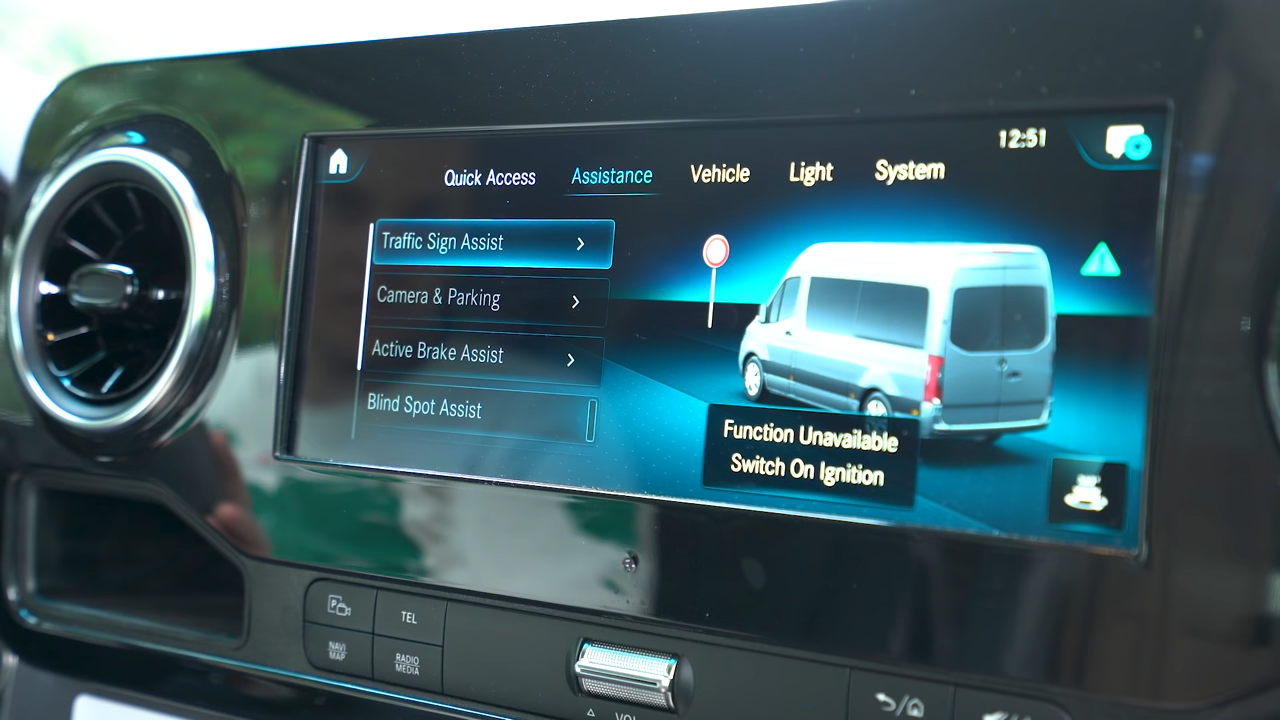 12:51
Quick Access
Assistance
Vehicle
Light
System
Traffic Sign Assist
Camera & Parking
Active Brake Assist
Blind Spot Assist
Function Unavailable
Switch On Ignition
P
TEL
NAVI
MAP
RADIO
MEDIA
VOL